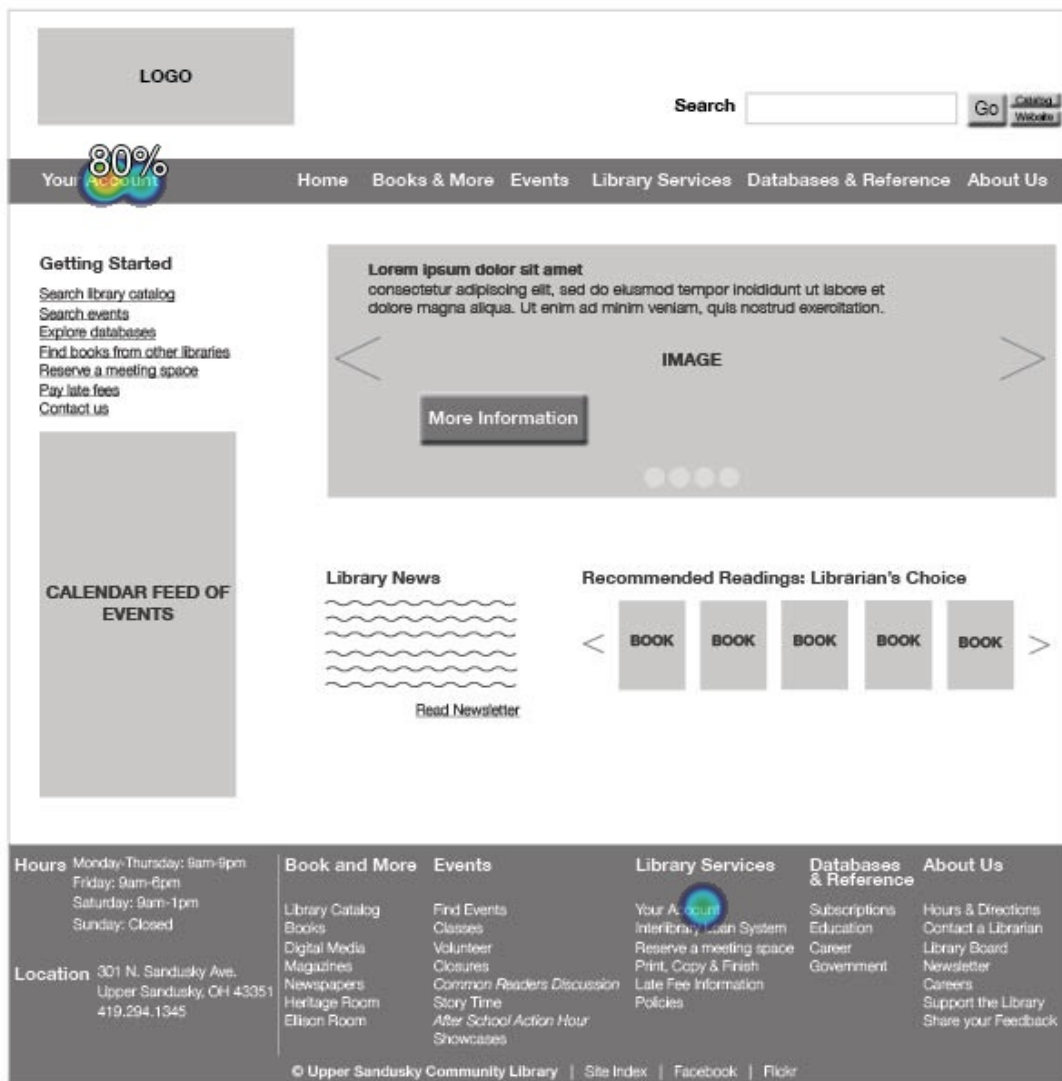 LOGO
Search
Go
Catalog
Website
80%
Your Account
Home Books & More Events Library Services Databases & Reference About Us
Getting Started
Search library catalog
Search events
Explore databases
Find books from other libraries
Reserve a meeting space
Pay late fees
Contact us
Lorem ipsum dolor sit amet
consectetur adipiscing elit, sed do eiusmod tempor incididunt ut labore et
dolore magna aliqua. Ut enim ad minim veniam, quis nostrud exercitation.
IMAGE
More Information
CALENDAR FEED OF
EVENTS
Library News
Read Newsletter
Recommended Readings: Librarian's Choice
< BOOK BOOK BOOK BOOK BOOK >
Hours Monday-Thursday: 9am-9pm
Friday: 9am-6pm
Saturday: 9am-1pm
Sunday: Closed
Location 301 N. Sandusky Ave.
Upper Sandusky, OH 43351
419.294.1345
Book and More
Library Catalog
Books
Digital Media
Magazines
Newspapers
Heritage Room
Ellison Room
Events
Find Events
Classes
Volunteer
Closures
Common Readers Discussion
Story Time
After School Action Hour
Showcases
Library Services
Your Account
Interlibrary Loan System
Reserve a meeting space
Print, Copy & Finish
Late Fee Information
Policies
Databases
& Reference
Subscriptions
Education
Career
Government
About Us
Hours & Directions
Contact a Librarian
Library Board
Newsletter
Careers
Support the Library
Share your Feedback
© Upper Sandusky Community Library | Site Index | Facebook | Flickr